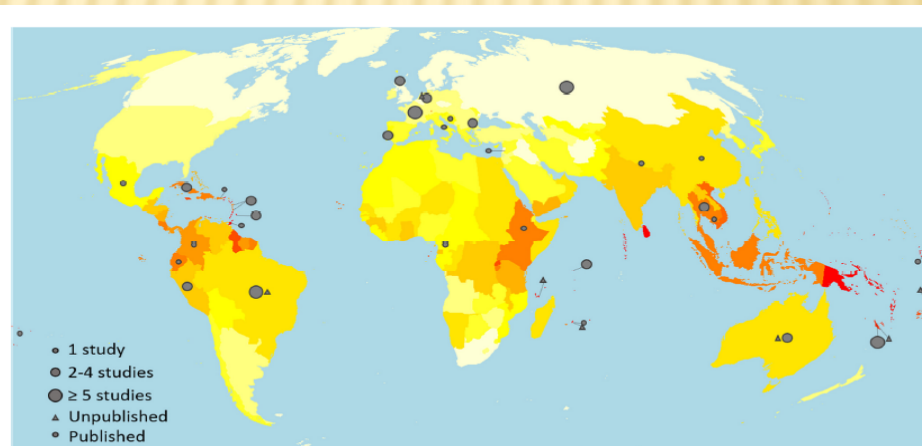 1 study
2-4 studies
≥ 5 studies
Unpublished
Published